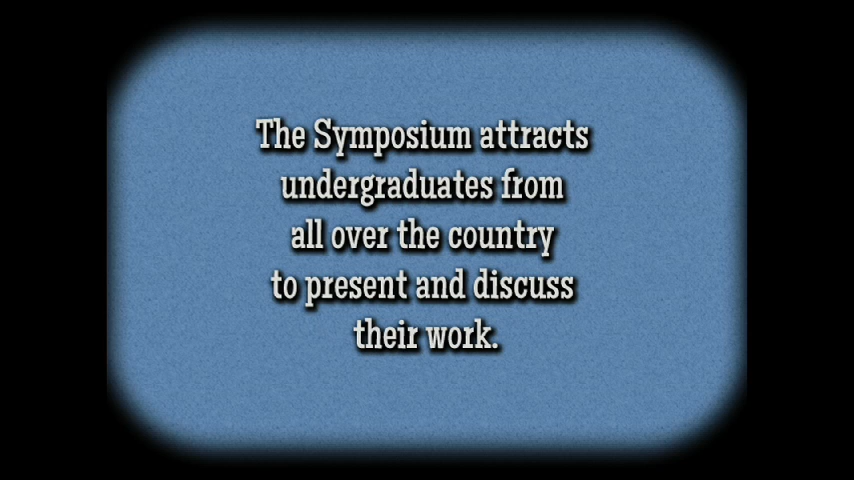 The Symposium attracts
undergraduates from
all over the country
to present and discuss
their work.